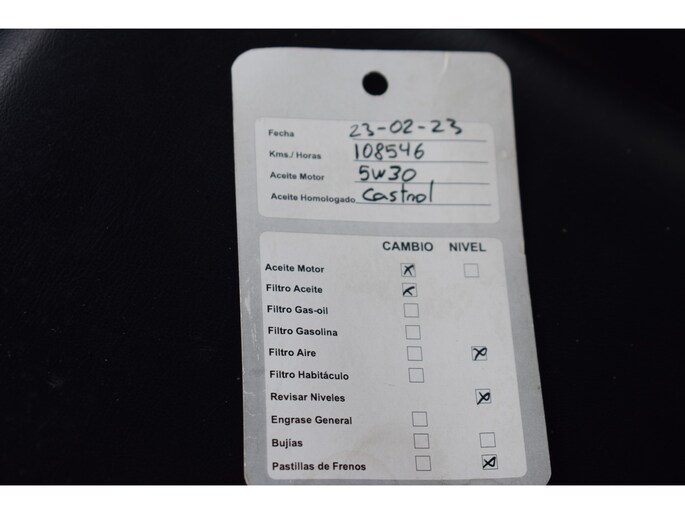 Fecha 23-02-23
Kms./ Horas 108546
Aceite Motor 5W30
Aceite Homologado Castrol
CAMBIO NIVEL
Aceite Motor
Filtro Aceite
Filtro Gas-oil
Filtro Gasolina
Filtro Aire
Filtro Habitáculo
Revisar Niveles
Engrase General
Bujías
Pastillas de Frenos